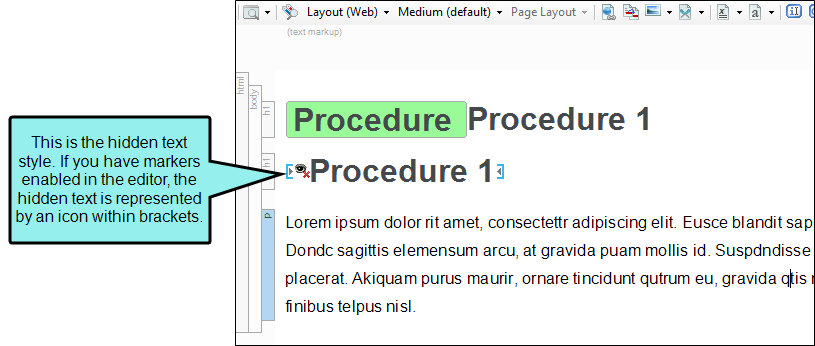 Layout (Web) Medium (default) Page Layout x a
(text markup)
html
body
h1
Procedure Procedure 1
h1
Procedure 1
This is the hidden text
style. If you have markers
enabled in the editor, the
hidden text is represented
by an icon within brackets.
p
Lorem ipsum dolor rit amet, consectettr adipiscing elit. Eusce blandit sap
Dondc sagittis elemensum arcu, at gravida puam mollis id. Suspdndisse
placerat. Akiquam purus maurir, ornare tincidunt qutrum eu, gravida qtis
finibus telpus nisl.